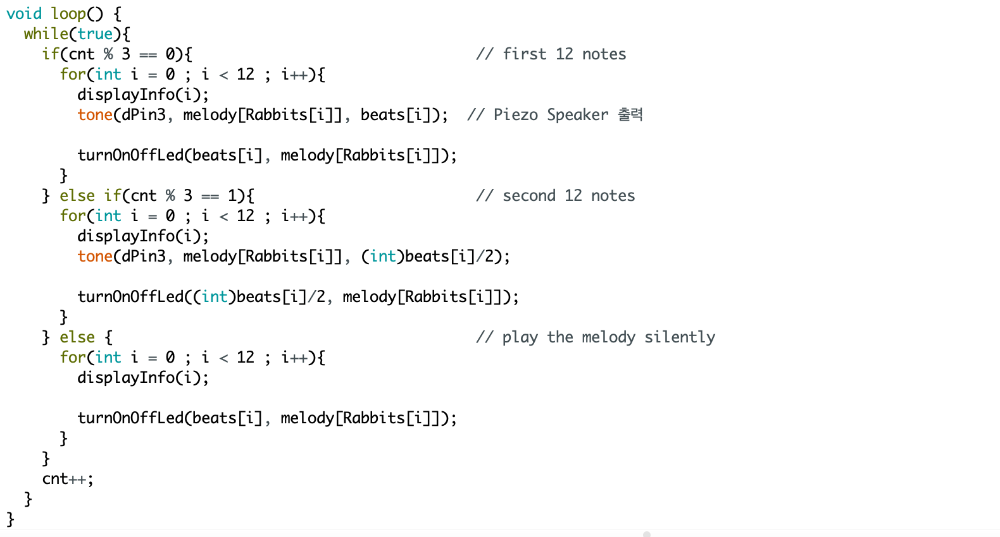 void loop() {
  while(true){
    if(cnt % 3 == 0){                                // first 12 notes
      for(int i = 0 ; i < 12 ; i++){
        displayInfo(i);
        tone(dPin3, melody[Rabbits[i]], beats[i]);  // Piezo Speaker 출력
        turnOnOffLed(beats[i], melody[Rabbits[i]]);
      }
    } else if(cnt % 3 == 1){                         // second 12 notes
      for(int i = 0 ; i < 12 ; i++){
        displayInfo(i);
        tone(dPin3, melody[Rabbits[i]], (int)beats[i]/2);
        turnOnOffLed((int)beats[i]/2, melody[Rabbits[i]]);
      }
    } else {                                         // play the melody silently
      for(int i = 0 ; i < 12 ; i++){
        displayInfo(i);
        turnOnOffLed(beats[i], melody[Rabbits[i]]);
      }
    }
    cnt++;
  }
}